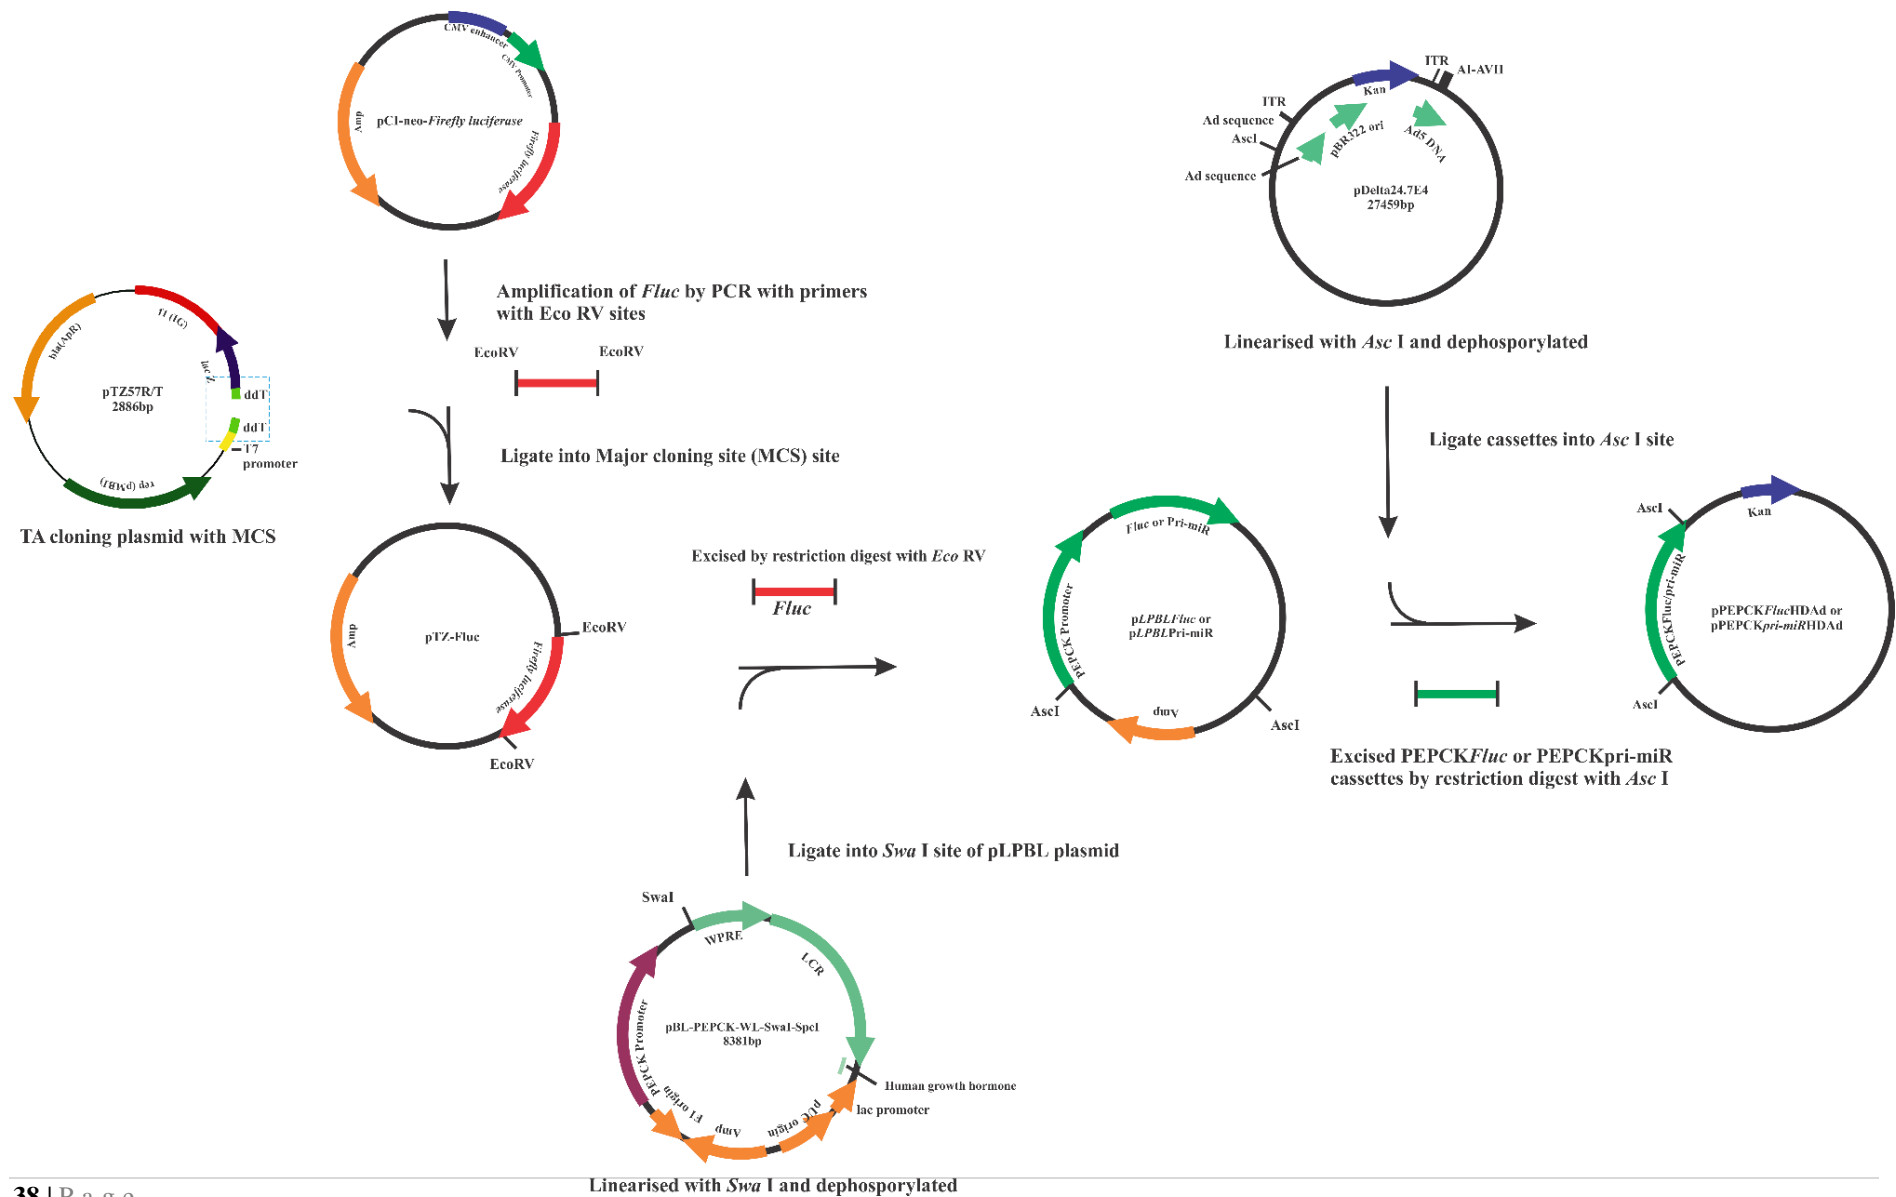 CMV enhancer
CMV Promoter
Amp
pCI-neo-Firefly luciferase
Firefly luciferase
Amplification of Fluc by PCR with primers
with Eco RV sites
EcoRV
EcoRV
bla(ApR)
f1 (IG)
lac Z
pTZ57R/T
2886bp
ddT
ddT
T7
promoter
rep (pMB1)
TA cloning plasmid with MCS
Ligate into Major cloning site (MCS) site
Amp
pTZ-Fluc
EcoRV
Firefly luciferase
EcoRV
Excised by restriction digest with Eco RV
Fluc
Ligate into Swa I site of pLPBL plasmid
SwaI
WPRE
LCR
PEPCK Promoter
pBL-PEPCK-WL-SwaI-SpeI
8381bp
Human growth hormone
lac promoter
pUC origin
Amp
F1 origin
Linearised with Swa I and dephosporylated
ITR
AI-AVII
Kan
ITR
Ad sequence
AscI
pBR322 ori
Ad5 DNA
Ad sequence
pDelta24.7E4
27459bp
Linearised with Asc I and dephosporylated
Ligate cassettes into Asc I site
Fluc or Pri-miR
PEPCK Promoter
pLPBLFluc or
pLPBLPri-miR
AscI
Amp
AscI
Kan
AscI
PEPCKFluc/pri-miR
pPEPCKFlucHDAd or
pPEPCKpri-miRHDAd
AscI
Excised PEPCKFluc or PEPCKpri-miR
cassettes by restriction digest with Asc I
38 | P a g e